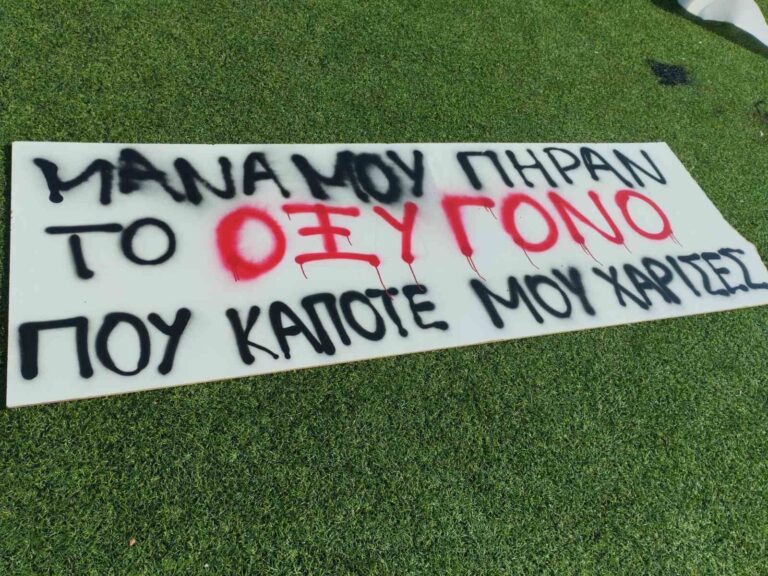 ΜΑΝΑ ΜΟΥ ΠΗΡΑΝ
ΤΟ ΟΞΥΓΟΝΟ
ΠΟΥ ΚΑΠΟΤΕ ΜΟΥ ΧΑΡΙΣΕΣ